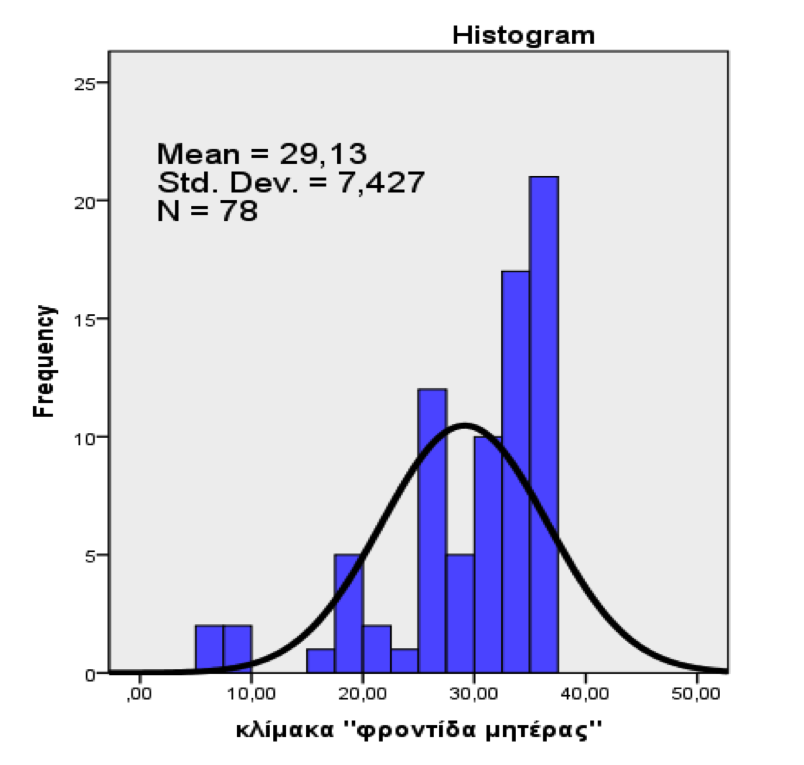 Histogram
25
Mean = 29,13
Std. Dev. = 7,427
20
N = 78
15
Frequency
10
5
0
,00 10,00 20,00 30,00 40,00 50,00
κλίμακα "φροντίδα μητέρας"